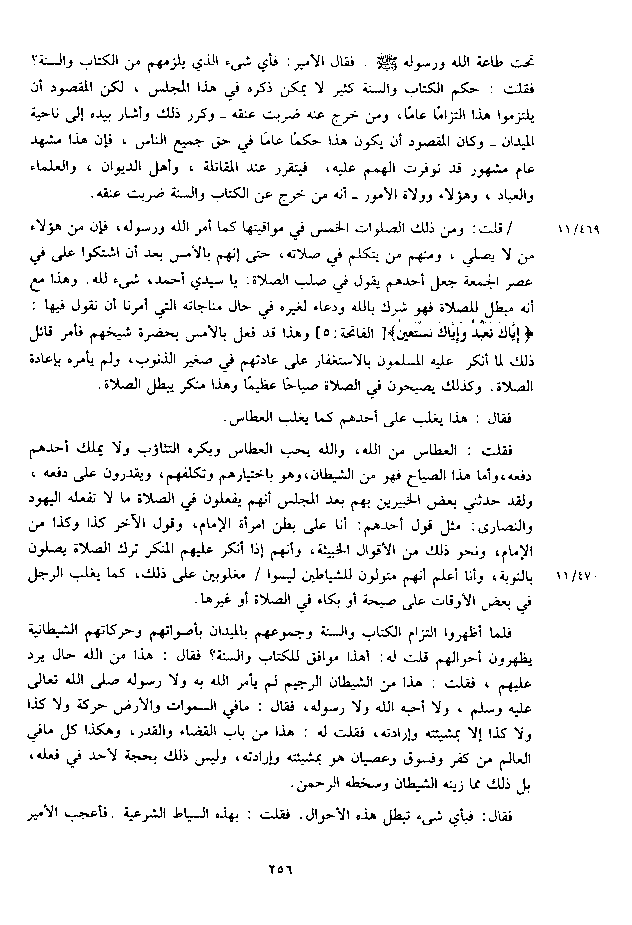 تحت طاعة الله ورسوله ﷺ . فقال الأمير : فأي شىء الذي يلزمهم من الكتاب والسنة؟
فقلت : حكم الكتاب والسنة كثير لا يمكن ذكره في هذا المجلس ، لكن المقصود أن
يلتزموا هذا التزامًا عامًا، ومن خرج عنه ضربت عنقه ـ وكرر ذلك وأشار بيده إلى ناحية
الميدان ـ وكان المقصود أن يكون هذا حكمًا عامًا في حق جميع الناس ، فإن هذا مشهد
عام مشهور قد توفرت الهمم عليه، فيتقرر عند المقاتلة ، وأهل الديوان ، والعلماء
والعباد ، وهؤلاء وولاة الأمور ـ أنه من خرج عن الكتاب والسنة ضربت عنقه.
١١/٤٦٩ / قلت: ومن ذلك الصلوات الخمس في مواقيتها كما أمر الله ورسوله، فإن من هؤلاء
من لا يصلي ، ومنهم من يتكلم في صلاته، حتى إنهم بالأمس بعد أن اشتكوا على في
عصر الجمعة جعل أحدهم يقول في صلب الصلاة: يا سيدي أحمد، شىء لله. وهذا مع
أنه مبطل للصلاة فهو شرك بالله ودعاء لغيره في حال مناجاته التي أمرنا أن نقول فيها :
﴿ إِيَّاكَ نَعْبُدُ وَإِيَّاكَ نَسْتَعِينُ﴾[ الفاتحة: ٥] وهذا قد فعل بالأمس بحضرة شيخهم فأمر قائل
ذلك لما أنكر عليه المسلمون بالاستغفار على عادتهم في صغير الذنوب، ولم يأمره بإعادة
الصلاة. وكذلك يصيحون في الصلاة صياحًا عظيمًا وهذا منكر يبطل الصلاة.
فقال : هذا يغلب على أحدهم كما يغلب العطاس.
فقلت : العطاس من الله، والله يحب العطاس ويكره التثاؤب ولا يملك أحدهم
دفعه، وأما هذا الصياح فهو من الشيطان، وهو باختيارهم وتكلفهم، ويقدرون على دفعه ،
ولقد حدثني بعض الخبيرين بهم بعد المجلس أنهم يفعلون في الصلاة ما لا تفعله اليهود
والنصارى: مثل قول أحدهم: أنا على بطن امرأة الإمام، وقول الآخر كذا وكذا من
الإمام، ونحو ذلك من الأقوال الخبيثة، وأنهم إذا أنكر عليهم المنكر ترك الصلاة يصلون
١١/٤٧٠ بالنوبة، وأنا أعلم أنهم متولون للشياطين ليسوا / مغلوبين على ذلك، كما يغلب الرجل
في بعض الأوقات على صيحة أو بكاء في الصلاة أو غيرها.
فلما أظهروا التزام الكتاب والسنة وجموعهم بالميدان بأصواتهم وحركاتهم الشيطانية
يظهرون أحوالهم قلت له: أهذا موافق للكتاب والسنة؟ فقال : هذا من الله حال يرد
عليهم ، فقلت : هذا من الشيطان الرجيم لم يأمر الله به ولا رسوله صلى الله تعالى
عليه وسلم ، ولا أحبه الله ولا رسوله، فقال : مافي السموات والأرض حركة ولا كذا
ولا كذا إلا بمشيئته وإرادته، فقلت له : هذا من باب القضاء والقدر، وهكذا كل مافي
العالم من كفر وفسوق وعصيان هو بمشيئته وإرادته، وليس ذلك بحجة لأحد في فعله،
بل ذلك مما زينه الشيطان وسخطه الرحمن.
فقال: فبأي شىء تبطل هذه الأحوال. فقلت : بهذه السياط الشرعية .فأعجب الأمير
٢٥٦